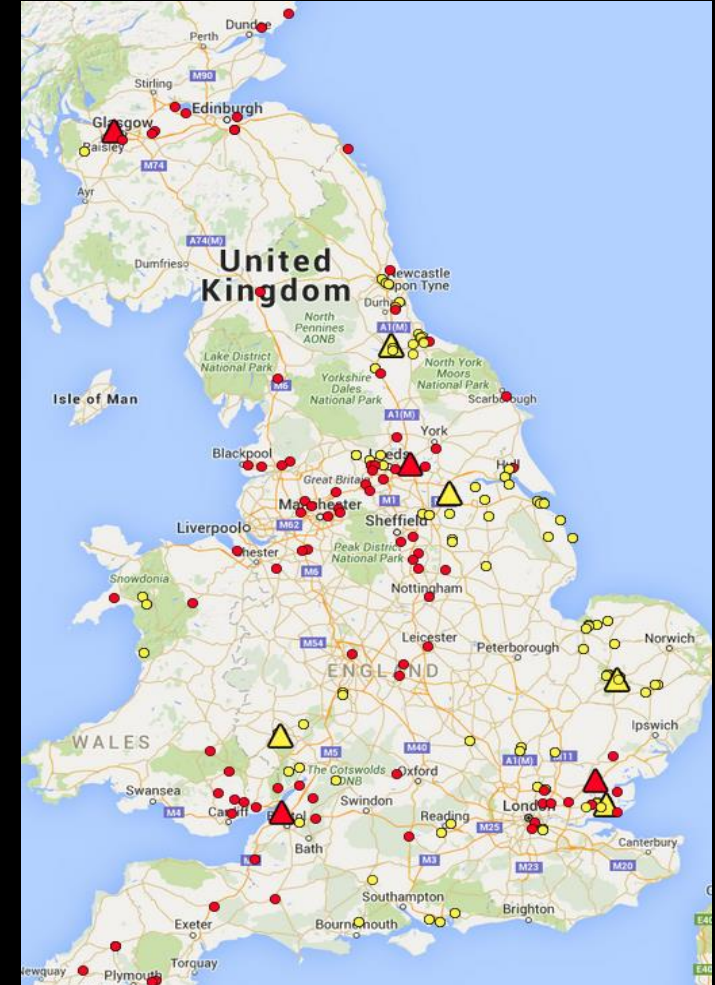 Dundee
Perth
M90
Stirling
Edinburgh
Glasgow
Paisley
M74
Ayr
A74(M)
Dumfries
United
Kingdom
Newcastle
Upon Tyne
Durham
North
Pennines
AONB
A1(M)
Lake District
National Park
M6
Yorkshire
Dales
National Park
North York
Moors
National Park
Scarborough
Isle of Man
A1(M)
York
Blackpool
Leeds
Hull
Great Britain
M1
Manchester
M62
Liverpool
Sheffield
Chester
Peak District
National Park
M6
Snowdonia
Nottingham
M54
Leicester
Peterborough
Norwich
ENGLAND
WALES
Ipswich
M5
M40
A1(M)
M11
The Cotswolds
AONB
Oxford
Swansea
M4
Cardiff
Swindon
London
Bristol
Reading
M25
Bath
Canterbury
M3
M23
M20
Southampton
Brighton
Exeter
Bournemouth
Torquay
Newquay
Plymouth